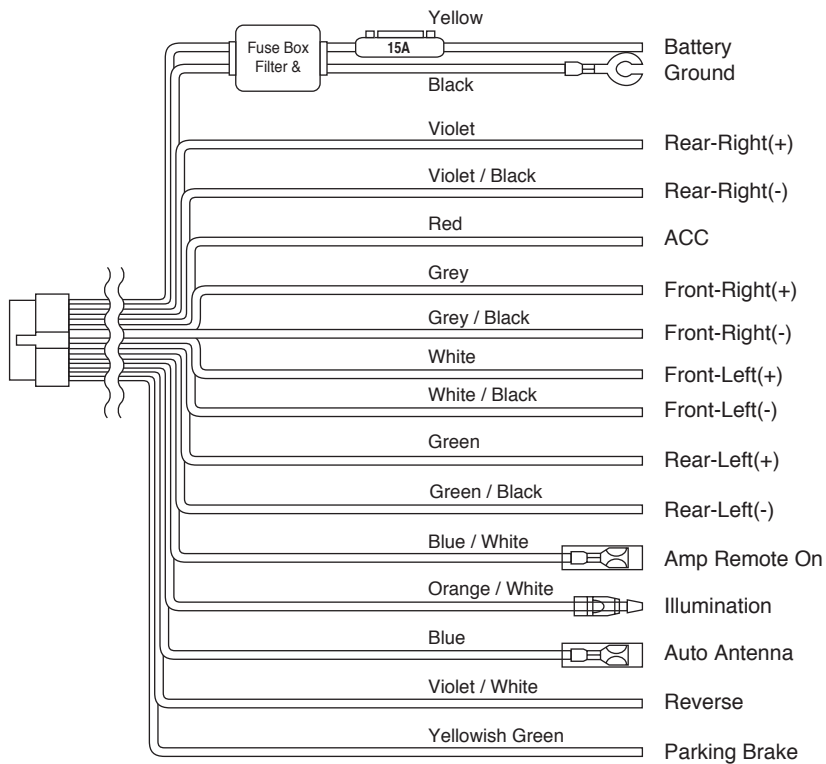 Yellow
Fuse Box
Filter &
15A
Battery
Ground
Black
Violet
Rear-Right(+)
Violet / Black
Rear-Right(-)
Red
ACC
Grey
Front-Right(+)
Grey / Black
Front-Right(-)
White
Front-Left(+)
White / Black
Front-Left(-)
Green
Rear-Left(+)
Green / Black
Rear-Left(-)
Blue / White
Amp Remote On
Orange / White
Illumination
Blue
Auto Antenna
Violet / White
Reverse
Yellowish Green
Parking Brake